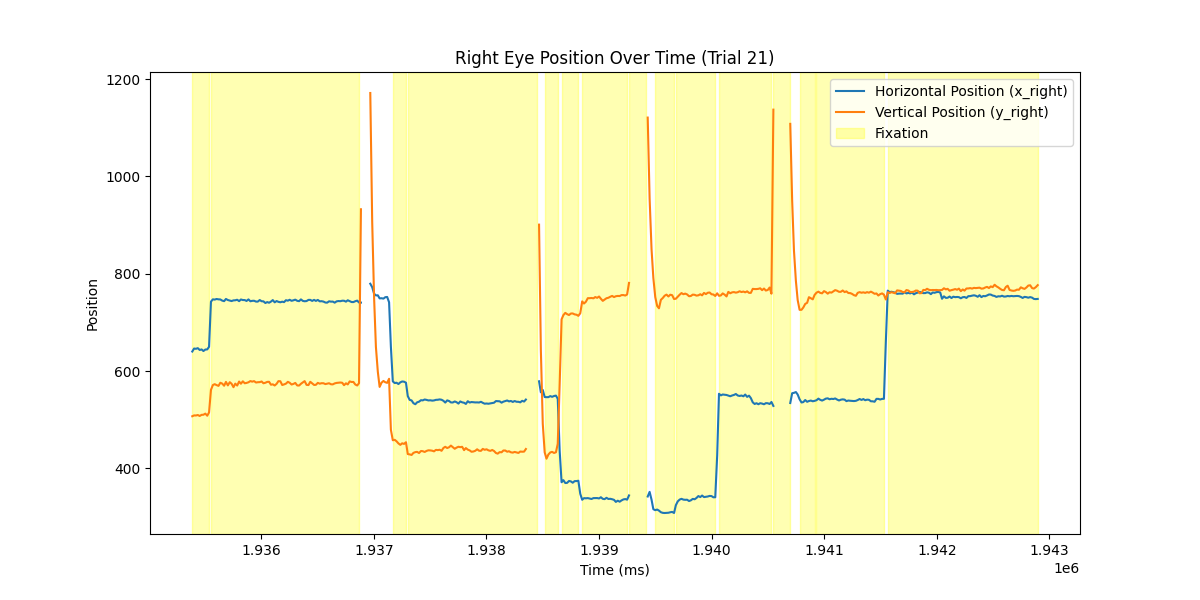 Right Eye Position Over Time (Trial 21)
Horizontal Position (x_right)
Vertical Position (y_right)
Fixation
1200
1000
800
600
400
Position
1.936 1.937 1.938 1.939 1.940 1.941 1.942 1.943
1e6
Time (ms)